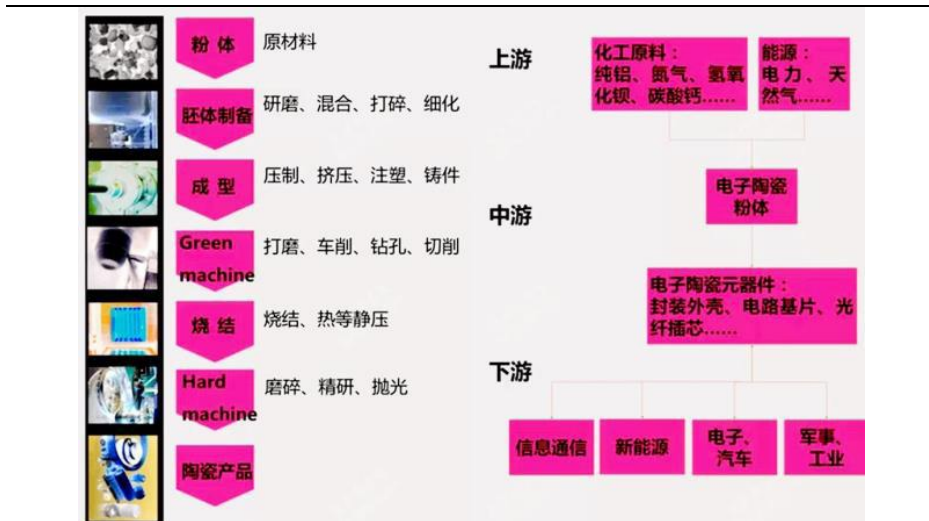 粉 体
原材料
胚体制备
研磨、混合、打碎、细化
成 型
压制、挤压、注塑、铸件
Green
machine
打磨、车削、钻孔、切削
烧 结
烧结、热等静压
Hard
machine
磨碎、精研、抛光
陶瓷产品
上游
化工原料：
纯铝、氮气、氢氧
化钡、碳酸钙......
能源：
电力、天
然气......
中游
电子陶瓷
粉体
电子陶瓷元器件：
封装外壳、电路基片、光
纤插芯......
下游
信息通信
新能源
电子、
汽车
军事、
工业